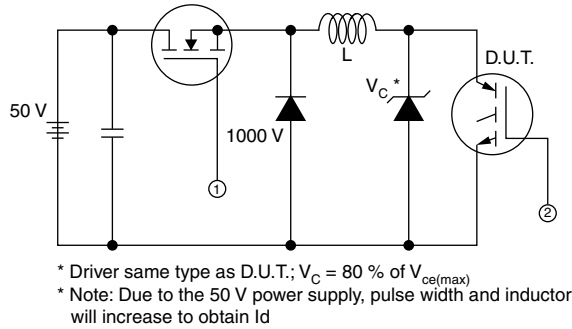 L
D.U.T.
V_C *
50 V
1000 V
①
②
* Driver same type as D.U.T.; V_C = 80 % of V_ce(max)
* Note: Due to the 50 V power supply, pulse width and inductor
will increase to obtain Id